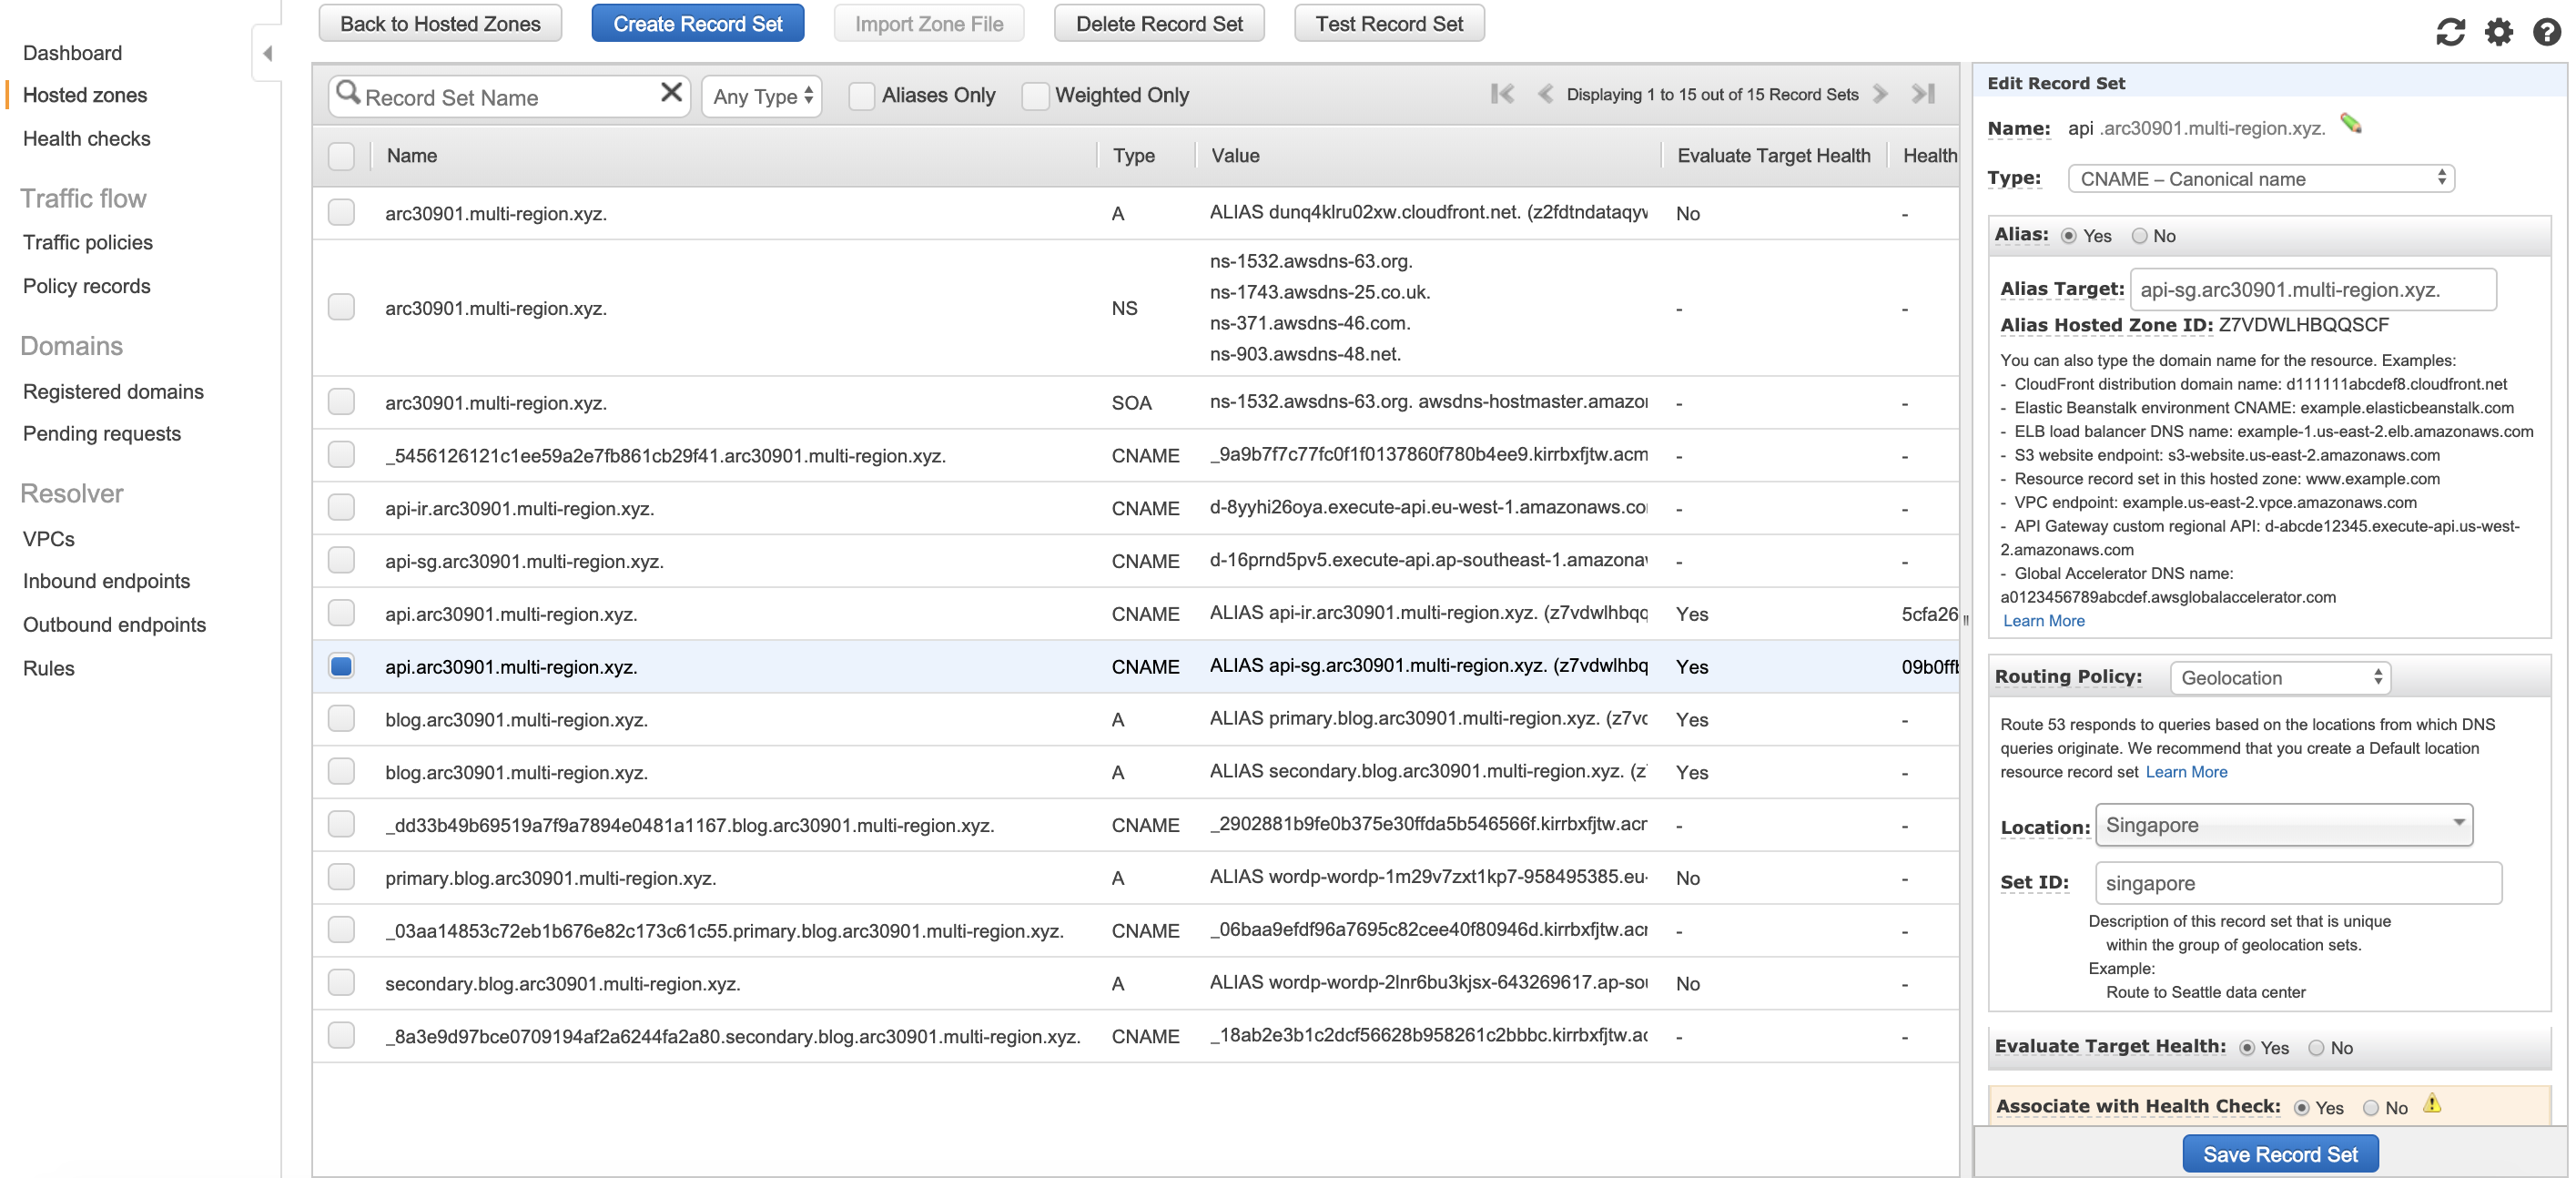 Back to Hosted Zones
Create Record Set
Import Zone File
Delete Record Set
Test Record Set
Dashboard
Hosted zones
Health checks
Traffic flow
Traffic policies
Policy records
Domains
Registered domains
Pending requests
Resolver
VPCs
Inbound endpoints
Outbound endpoints
Rules
Record Set Name
Any Type
Aliases Only
Weighted Only
Displaying 1 to 15 out of 15 Record Sets
Name Type Value Evaluate Target Health Health
arc30901.multi-region.xyz. A ALIAS dunq4klru02xw.cloudfront.net. (z2fdtndataqyv No -
arc30901.multi-region.xyz. NS - -
ns-1532.awsdns-63.org.
ns-1743.awsdns-25.co.uk.
ns-371.awsdns-46.com.
ns-903.awsdns-48.net.
arc30901.multi-region.xyz. SOA ns-1532.awsdns-63.org. awsdns-hostmaster.amazo - -
_5456126121c1ee59a2e7fb861cb29f41.arc30901.multi-region.xyz. CNAME _9a9b7f7c77fc0f1f0137860f780b4ee9.kirrbxfjtw.acm - -
api-ir.arc30901.multi-region.xyz. CNAME d-8yyhi26oya.execute-api.eu-west-1.amazonaws.co - -
api-sg.arc30901.multi-region.xyz. CNAME d-16prnd5pv5.execute-api.ap-southeast-1.amazona - -
api.arc30901.multi-region.xyz. CNAME ALIAS api-ir.arc30901.multi-region.xyz. (z7vdwlhbqq Yes 5cfa26
api.arc30901.multi-region.xyz. CNAME ALIAS api-sg.arc30901.multi-region.xyz. (z7vdwlhbq Yes 09b0ff
blog.arc30901.multi-region.xyz. A ALIAS primary.blog.arc30901.multi-region.xyz. (z7v Yes -
blog.arc30901.multi-region.xyz. A ALIAS secondary.blog.arc30901.multi-region.xyz. (z Yes -
_dd33b49b69519a7f9a7894e0481a1167.blog.arc30901.multi-region.xyz. CNAME _2902881b9fe0b375e30ffda5b546566f.kirrbxfjtw.ac - -
primary.blog.arc30901.multi-region.xyz. A ALIAS wordp-wordp-1m29v7zxt1kp7-958495385.eu- No -
_03aa14853c72eb1b676e82c173c61c55.primary.blog.arc30901.multi-region.xyz. CNAME _06baa9efdf96a7695c82cee40f80946d.kirrbxfjtw.ac - -
secondary.blog.arc30901.multi-region.xyz. A ALIAS wordp-wordp-2lnr6bu3kjsx-643269617.ap-so No -
_8a3e9d97bce0709194af2a6244fa2a80.secondary.blog.arc30901.multi-region.xyz. CNAME _18ab2e3b1c2dcf56628b958261c2bbbc.kirrbxfjtw.ac - -
Edit Record Set
Name: api .arc30901.multi-region.xyz.
Type: CNAME – Canonical name
Alias: Yes No
Alias Target: api-sg.arc30901.multi-region.xyz.
Alias Hosted Zone ID: Z7VDWLHBQQSCF
You can also type the domain name for the resource. Examples:
- CloudFront distribution domain name: d111111abcdef8.cloudfront.net
- Elastic Beanstalk environment CNAME: example.elasticbeanstalk.com
- ELB load balancer DNS name: example-1.us-east-2.elb.amazonaws.com
- S3 website endpoint: s3-website.us-east-2.amazonaws.com
- Resource record set in this hosted zone: www.example.com
- VPC endpoint: example.us-east-2.vpce.amazonaws.com
- API Gateway custom regional API: d-abcde12345.execute-api.us-west-
2.amazonaws.com
- Global Accelerator DNS name:
a0123456789abcdef.awsglobalaccelerator.com
Learn More
Routing Policy: Geolocation
Route 53 responds to queries based on the locations from which DNS
queries originate. We recommend that you create a Default location
resource record set Learn More
Location: Singapore
Set ID: singapore
Description of this record set that is unique
within the group of geolocation sets.
Example:
Route to Seattle data center
Evaluate Target Health: Yes No
Associate with Health Check: Yes No
Save Record Set